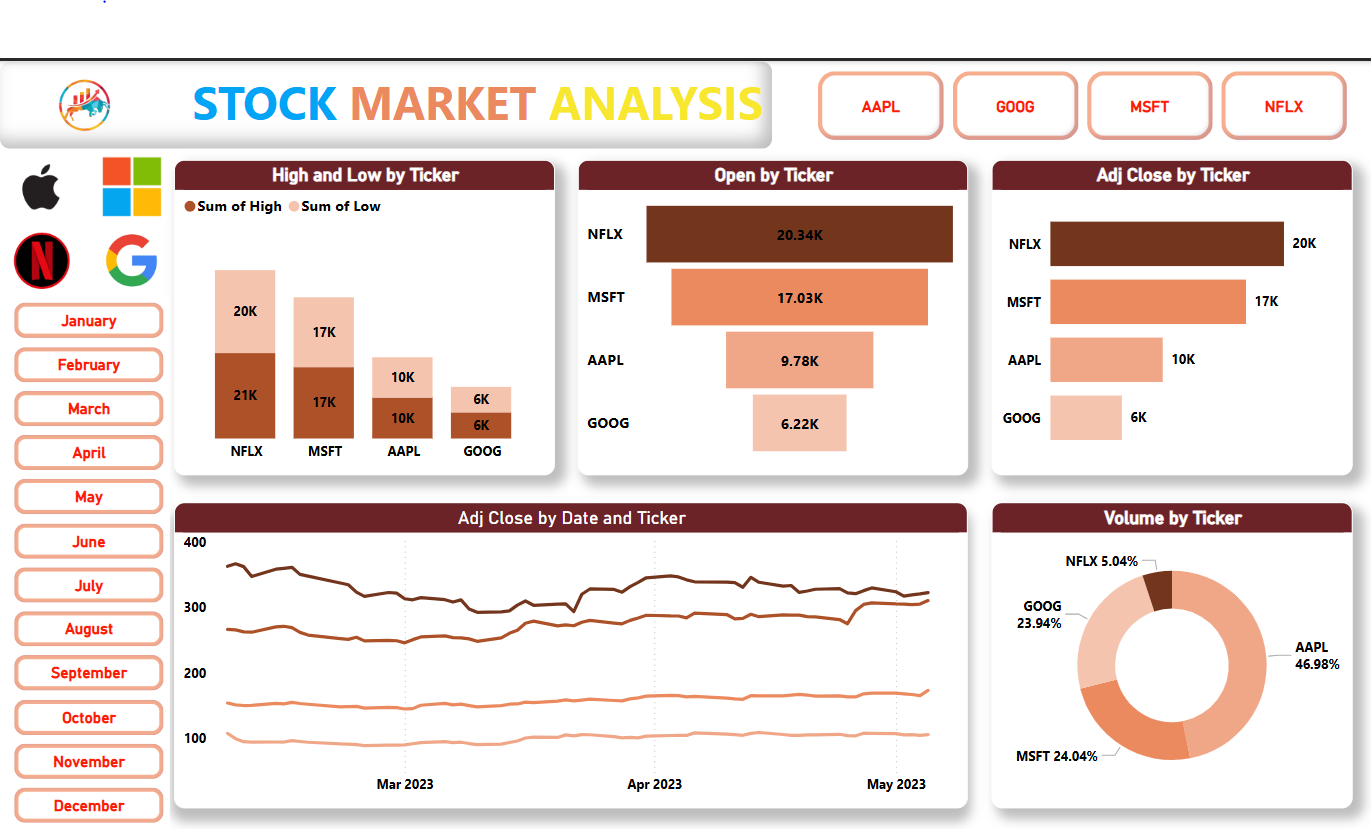 STOCK MARKET ANALYSIS
AAPL
GOOG
MSFT
NFLX
January
February
March
April
May
June
July
August
September
October
November
December
High and Low by Ticker
Sum of High Sum of Low
20K
21K
17K
17K
10K
10K
6K
6K
NFLX MSFT AAPL GOOG
Open by Ticker
NFLX 20.34K
MSFT 17.03K
AAPL 9.78K
GOOG 6.22K
Adj Close by Ticker
NFLX 20K
MSFT 17K
AAPL 10K
GOOG 6K
Adj Close by Date and Ticker
400
300
200
100
Mar 2023 Apr 2023 May 2023
Volume by Ticker
NFLX 5.04%
GOOG
23.94%
AAPL
46.98%
MSFT 24.04%